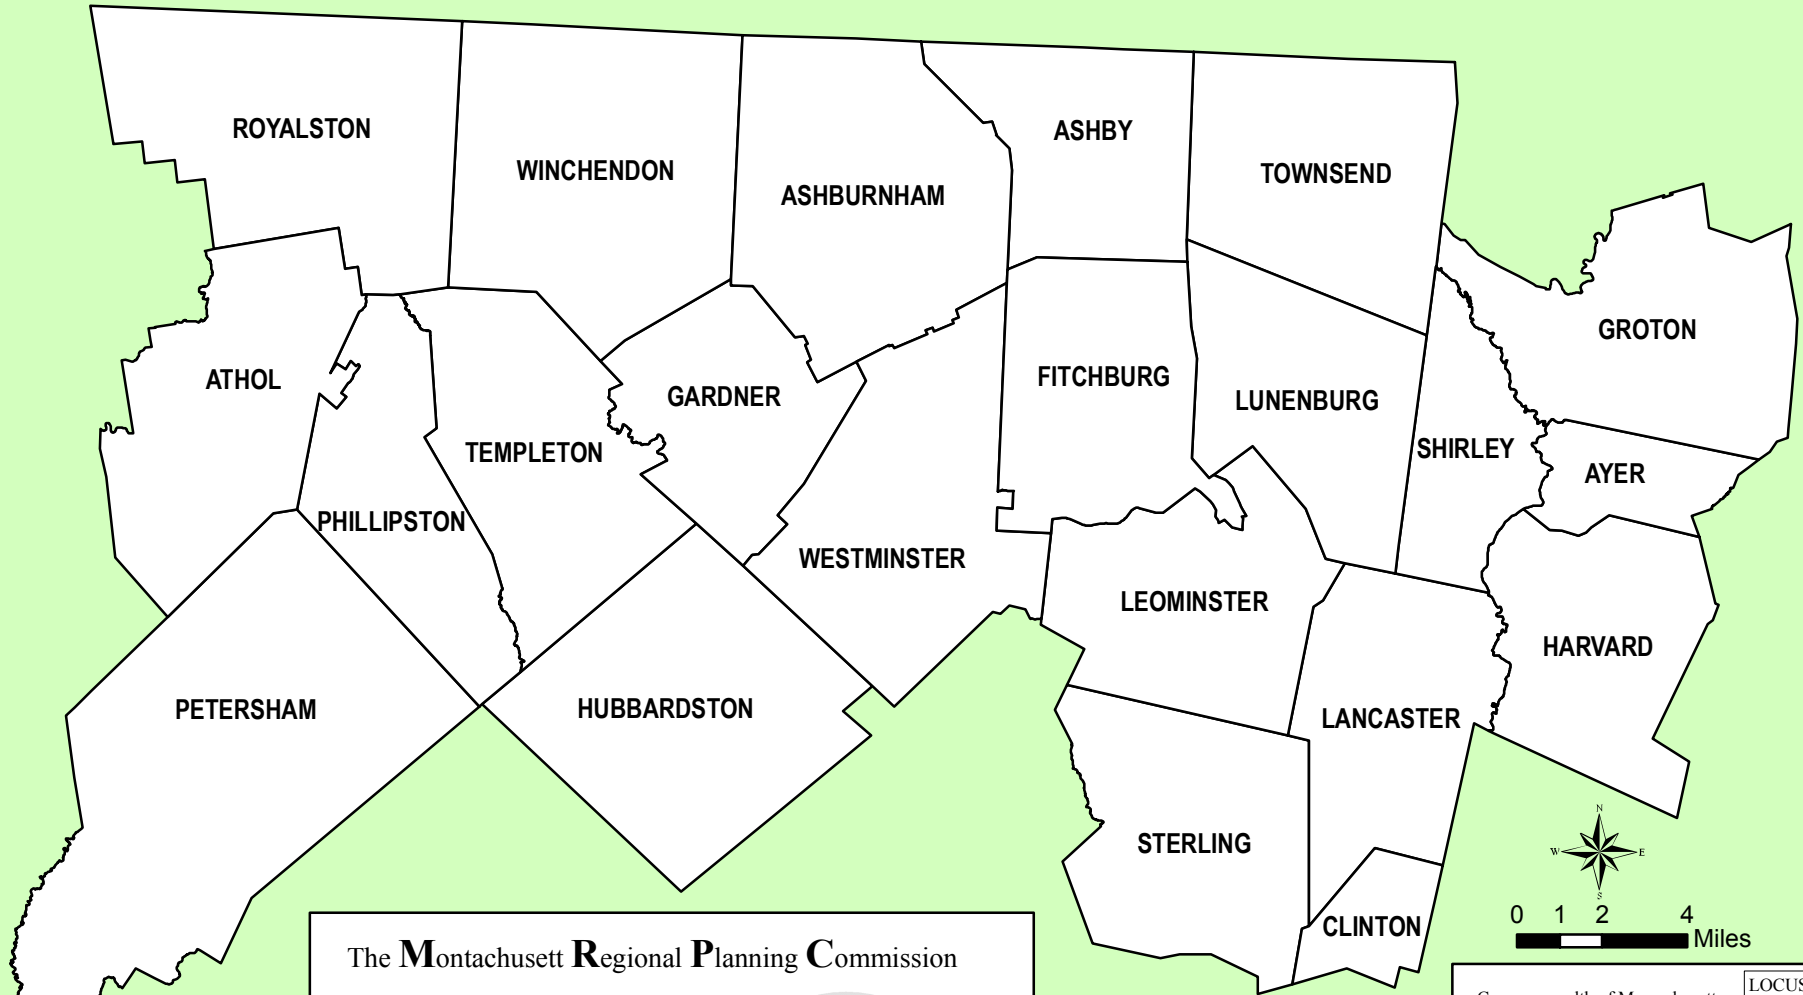 ROYALSTON
WINCHENDON
ASHBURNHAM
ASHBY
TOWNSEND
GROTON
ATHOL
GARDNER
FITCHBURG
LUNENBURG
TEMPLETON
SHIRLEY
AYER
PHILLIPSTON
WESTMINSTER
LEOMINSTER
HARVARD
PETERSHAM
HUBBARDSTON
LANCASTER
STERLING
CLINTON
N
W E
S
0 1 2 4
Miles
The Montachusett Regional Planning Commission
LOCUS